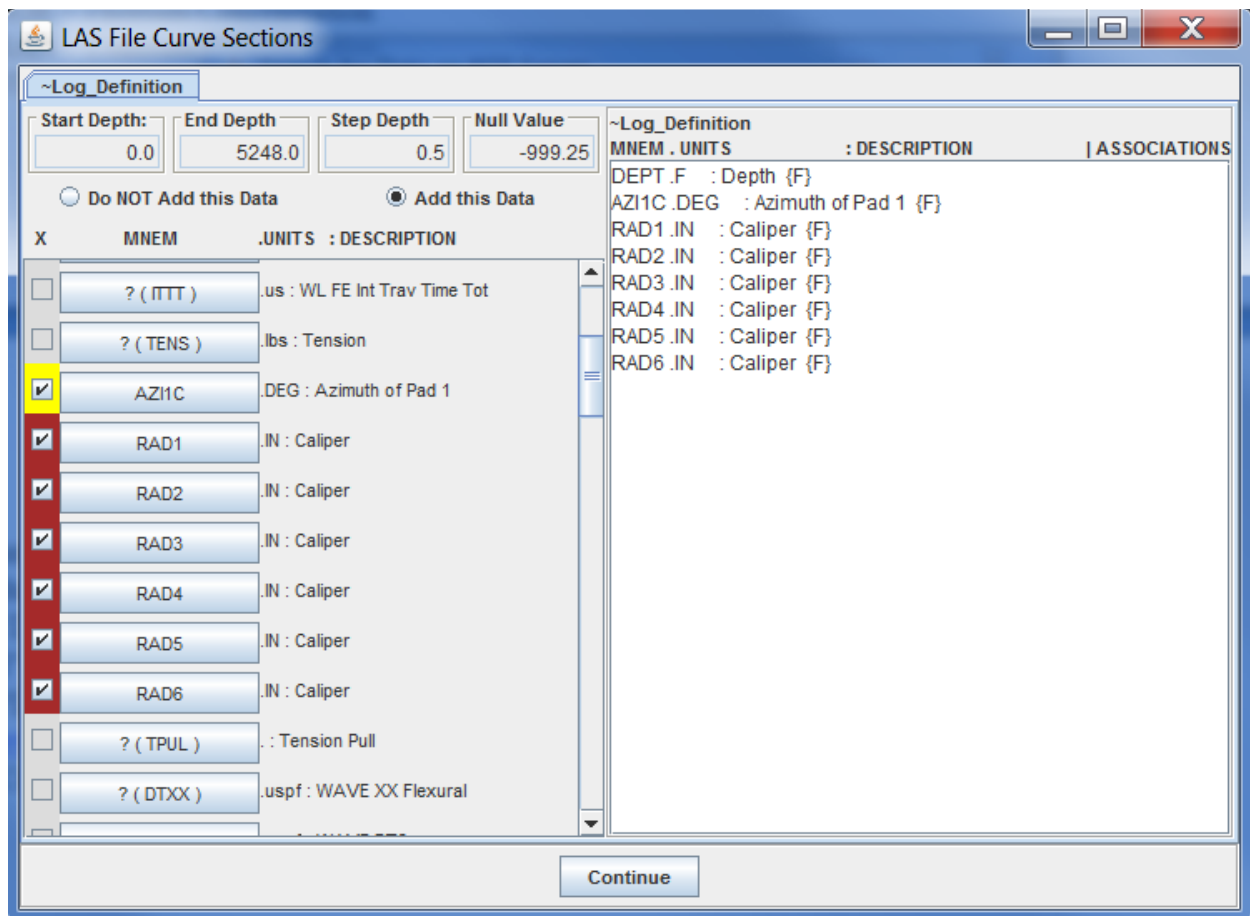 LAS File Curve Sections
~Log_Definition
Start Depth: End Depth Step Depth Null Value
0.0 5248.0 0.5 -999.25
Do NOT Add this Data Add this Data
X MNEM .UNITS : DESCRIPTION
? ( ITTT ) .us : WL FE Int Trav Time Tot
? ( TENS ) .lbs : Tension
AZI1C .DEG : Azimuth of Pad 1
RAD1 .IN : Caliper
RAD2 .IN : Caliper
RAD3 .IN : Caliper
RAD4 .IN : Caliper
RAD5 .IN : Caliper
RAD6 .IN : Caliper
? ( TPUL ) . : Tension Pull
? ( DTXX ) .uspf : WAVE XX Flexural
~Log_Definition
MNEM . UNITS : DESCRIPTION | ASSOCIATIONS
DEPT .F : Depth {F}
AZI1C .DEG : Azimuth of Pad 1 {F}
RAD1 .IN : Caliper {F}
RAD2 .IN : Caliper {F}
RAD3 .IN : Caliper {F}
RAD4 .IN : Caliper {F}
RAD5 .IN : Caliper {F}
RAD6 .IN : Caliper {F}
Continue